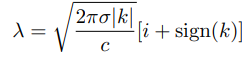 λ = √(2πσ|k| / c) [i + sign(k)]